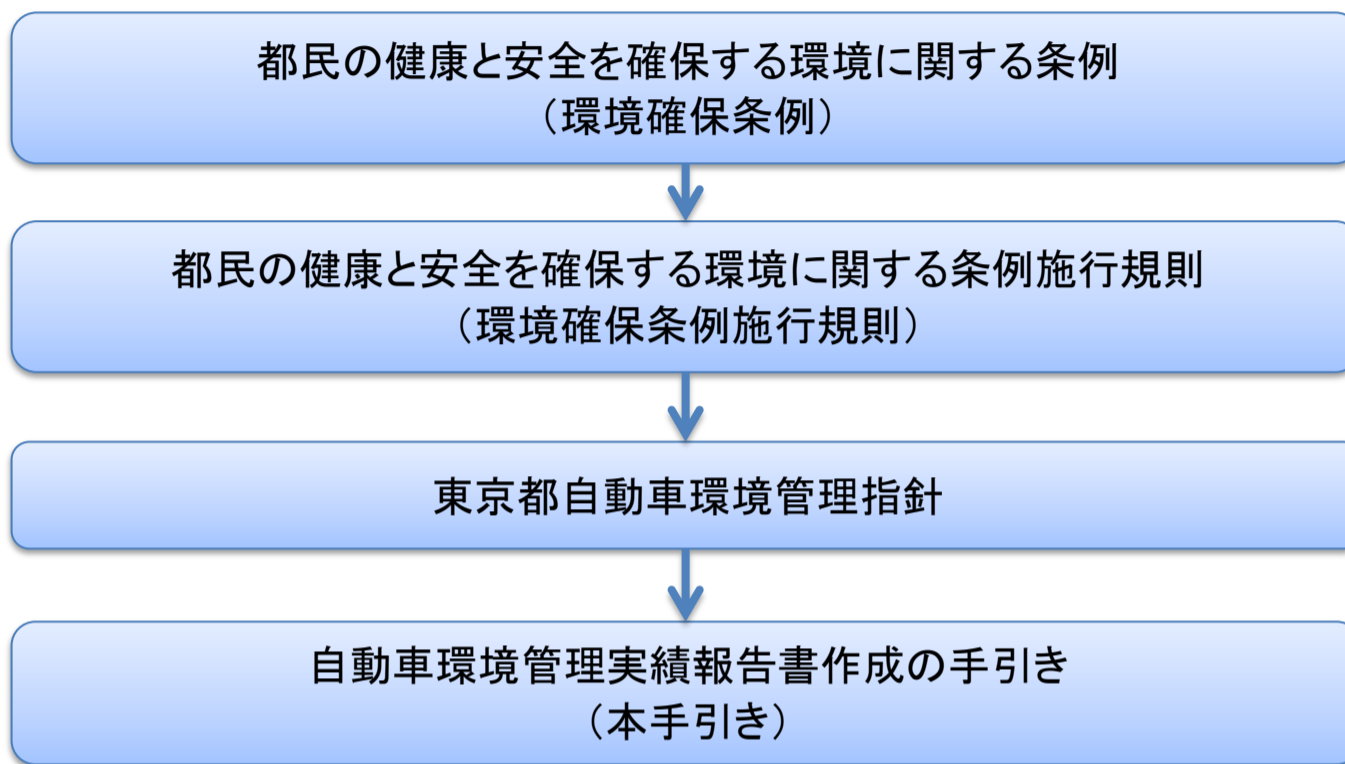 都民の健康と安全を確保する環境に関する条例
（環境確保条例）
都民の健康と安全を確保する環境に関する条例施行規則
（環境確保条例施行規則）
東京都自動車環境管理指針
自動車環境管理実績報告書作成の手引き
（本手引き）